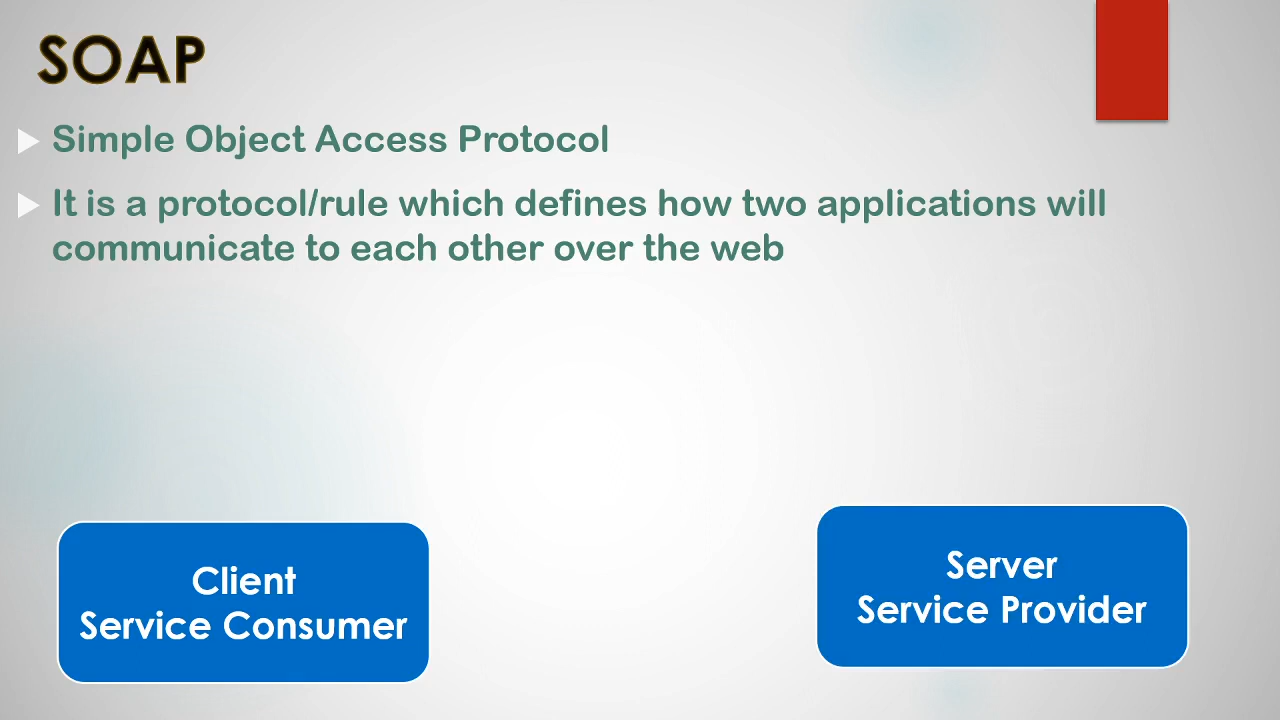 SOAP
Simple Object Access Protocol
It is a protocol/rule which defines how two applications will
communicate to each other over the web
Client
Service Consumer
Server
Service Provider